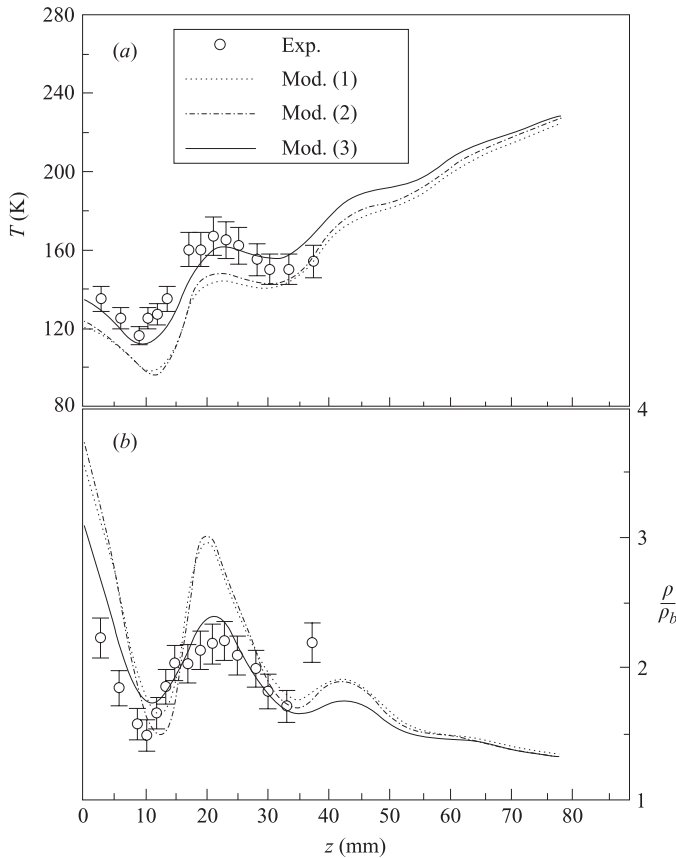 280
(a)
Exp.
Mod. (1)
Mod. (2)
Mod. (3)
240
200
T (K)
160
120
80
(b)
4
3
ρ
ρb
2
1
0 10 20 30 40 50 60 70 80
z (mm)